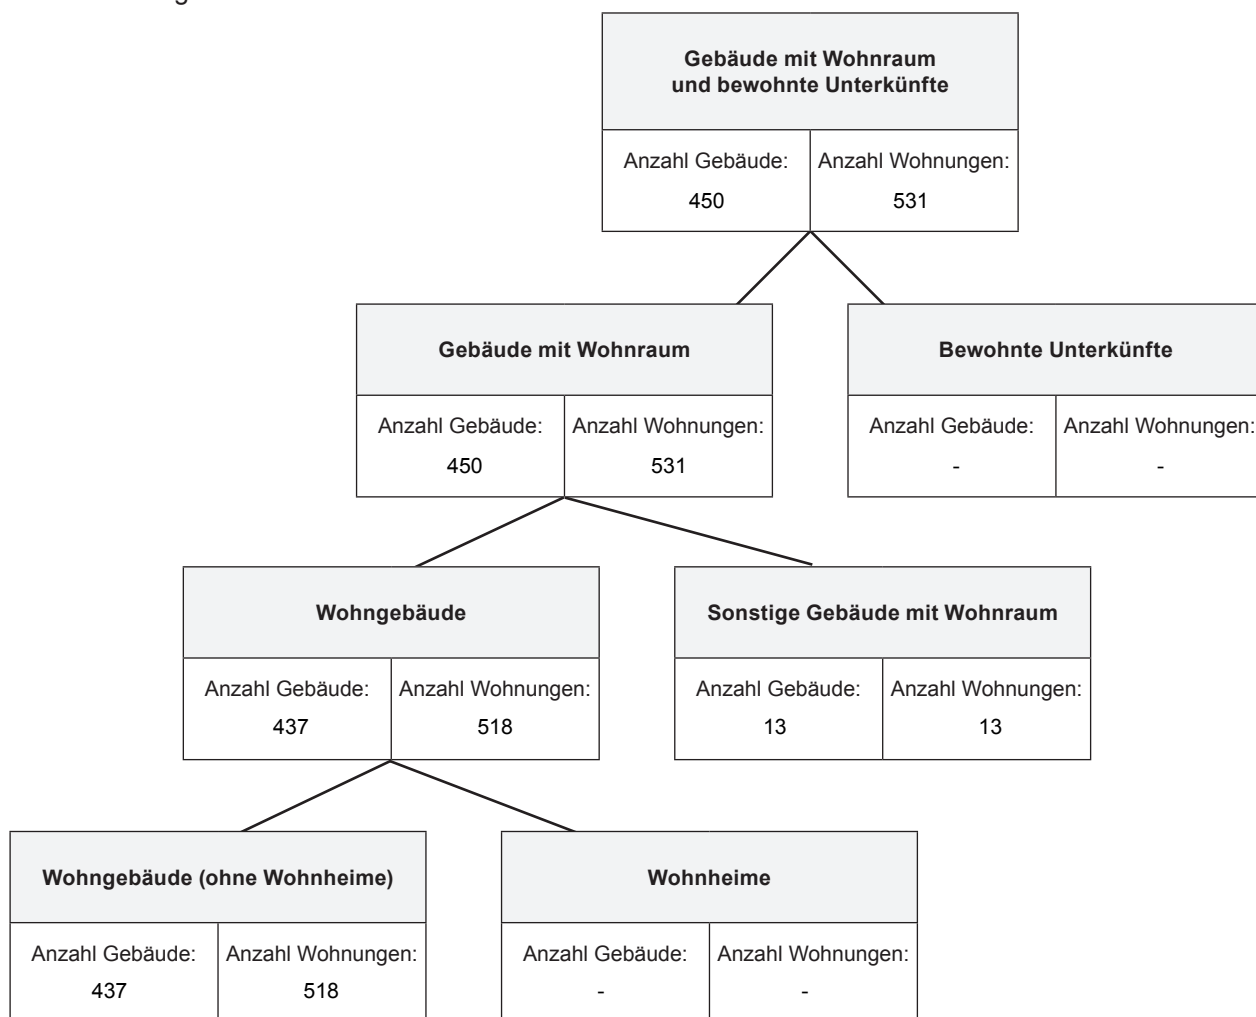 Gebäude mit Wohnraum
und bewohnte Unterkünfte
Anzahl Gebäude: Anzahl Wohnungen:
450 531
Gebäude mit Wohnraum
Anzahl Gebäude: Anzahl Wohnungen:
450 531
Bewohnte Unterkünfte
Anzahl Gebäude: Anzahl Wohnungen:
- -
Wohngebäude
Anzahl Gebäude: Anzahl Wohnungen:
437 518
Sonstige Gebäude mit Wohnraum
Anzahl Gebäude: Anzahl Wohnungen:
13 13
Wohngebäude (ohne Wohnheime)
Anzahl Gebäude: Anzahl Wohnungen:
437 518
Wohnheime
Anzahl Gebäude: Anzahl Wohnungen:
- -